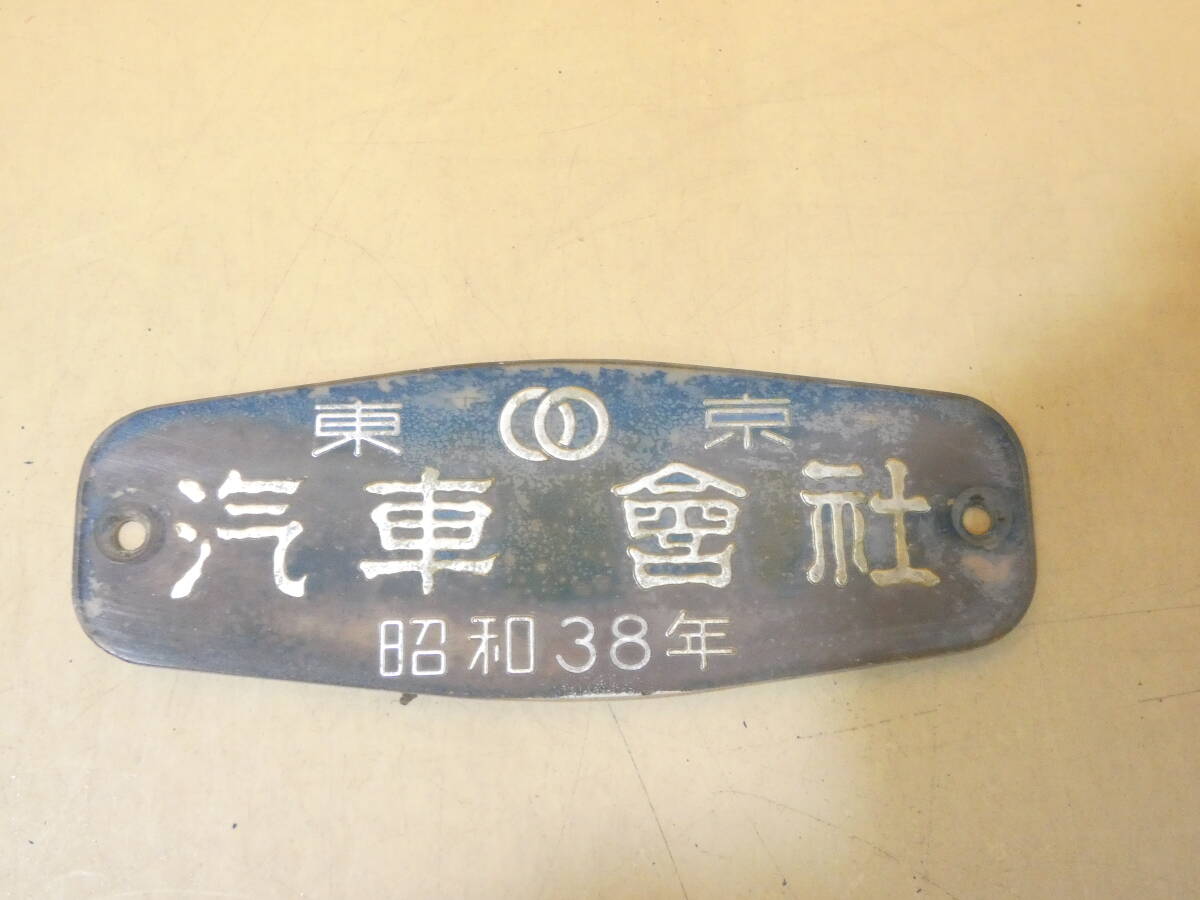 東 京
汽車會社
昭和38年